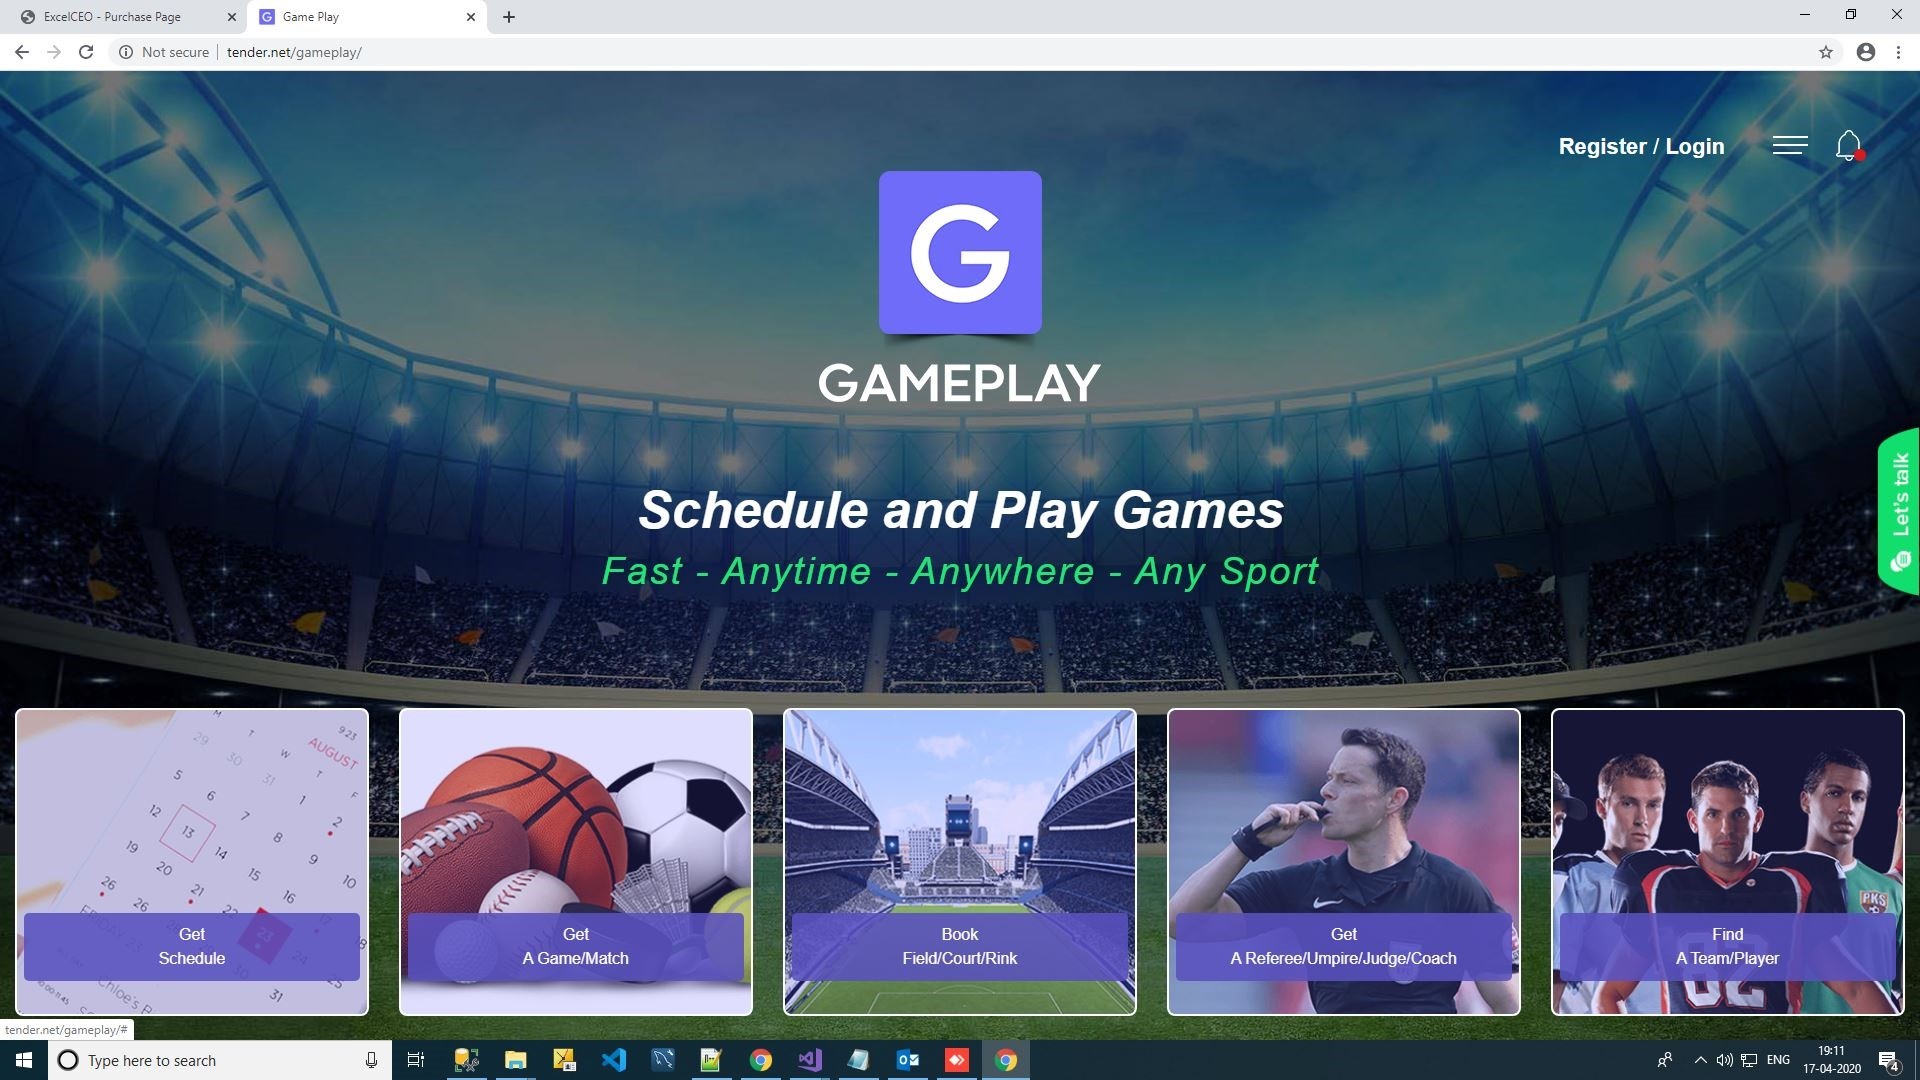 ExcelCEO - Purchase Page
Game Play
Not secure
tender.net/gameplay/
Register / Login
G
GAMEPLAY
Schedule and Play Games
Fast - Anytime - Anywhere - Any Sport
Let's talk
AUGUST
Get
Schedule
Get
A Game/Match
Book
Field/Court/Rink
Get
A Referee/Umpire/Judge/Coach
Find
A Team/Player
PKS
tender.net/gameplay/#
Type here to search
ENG
19:11
17-04-2020
4